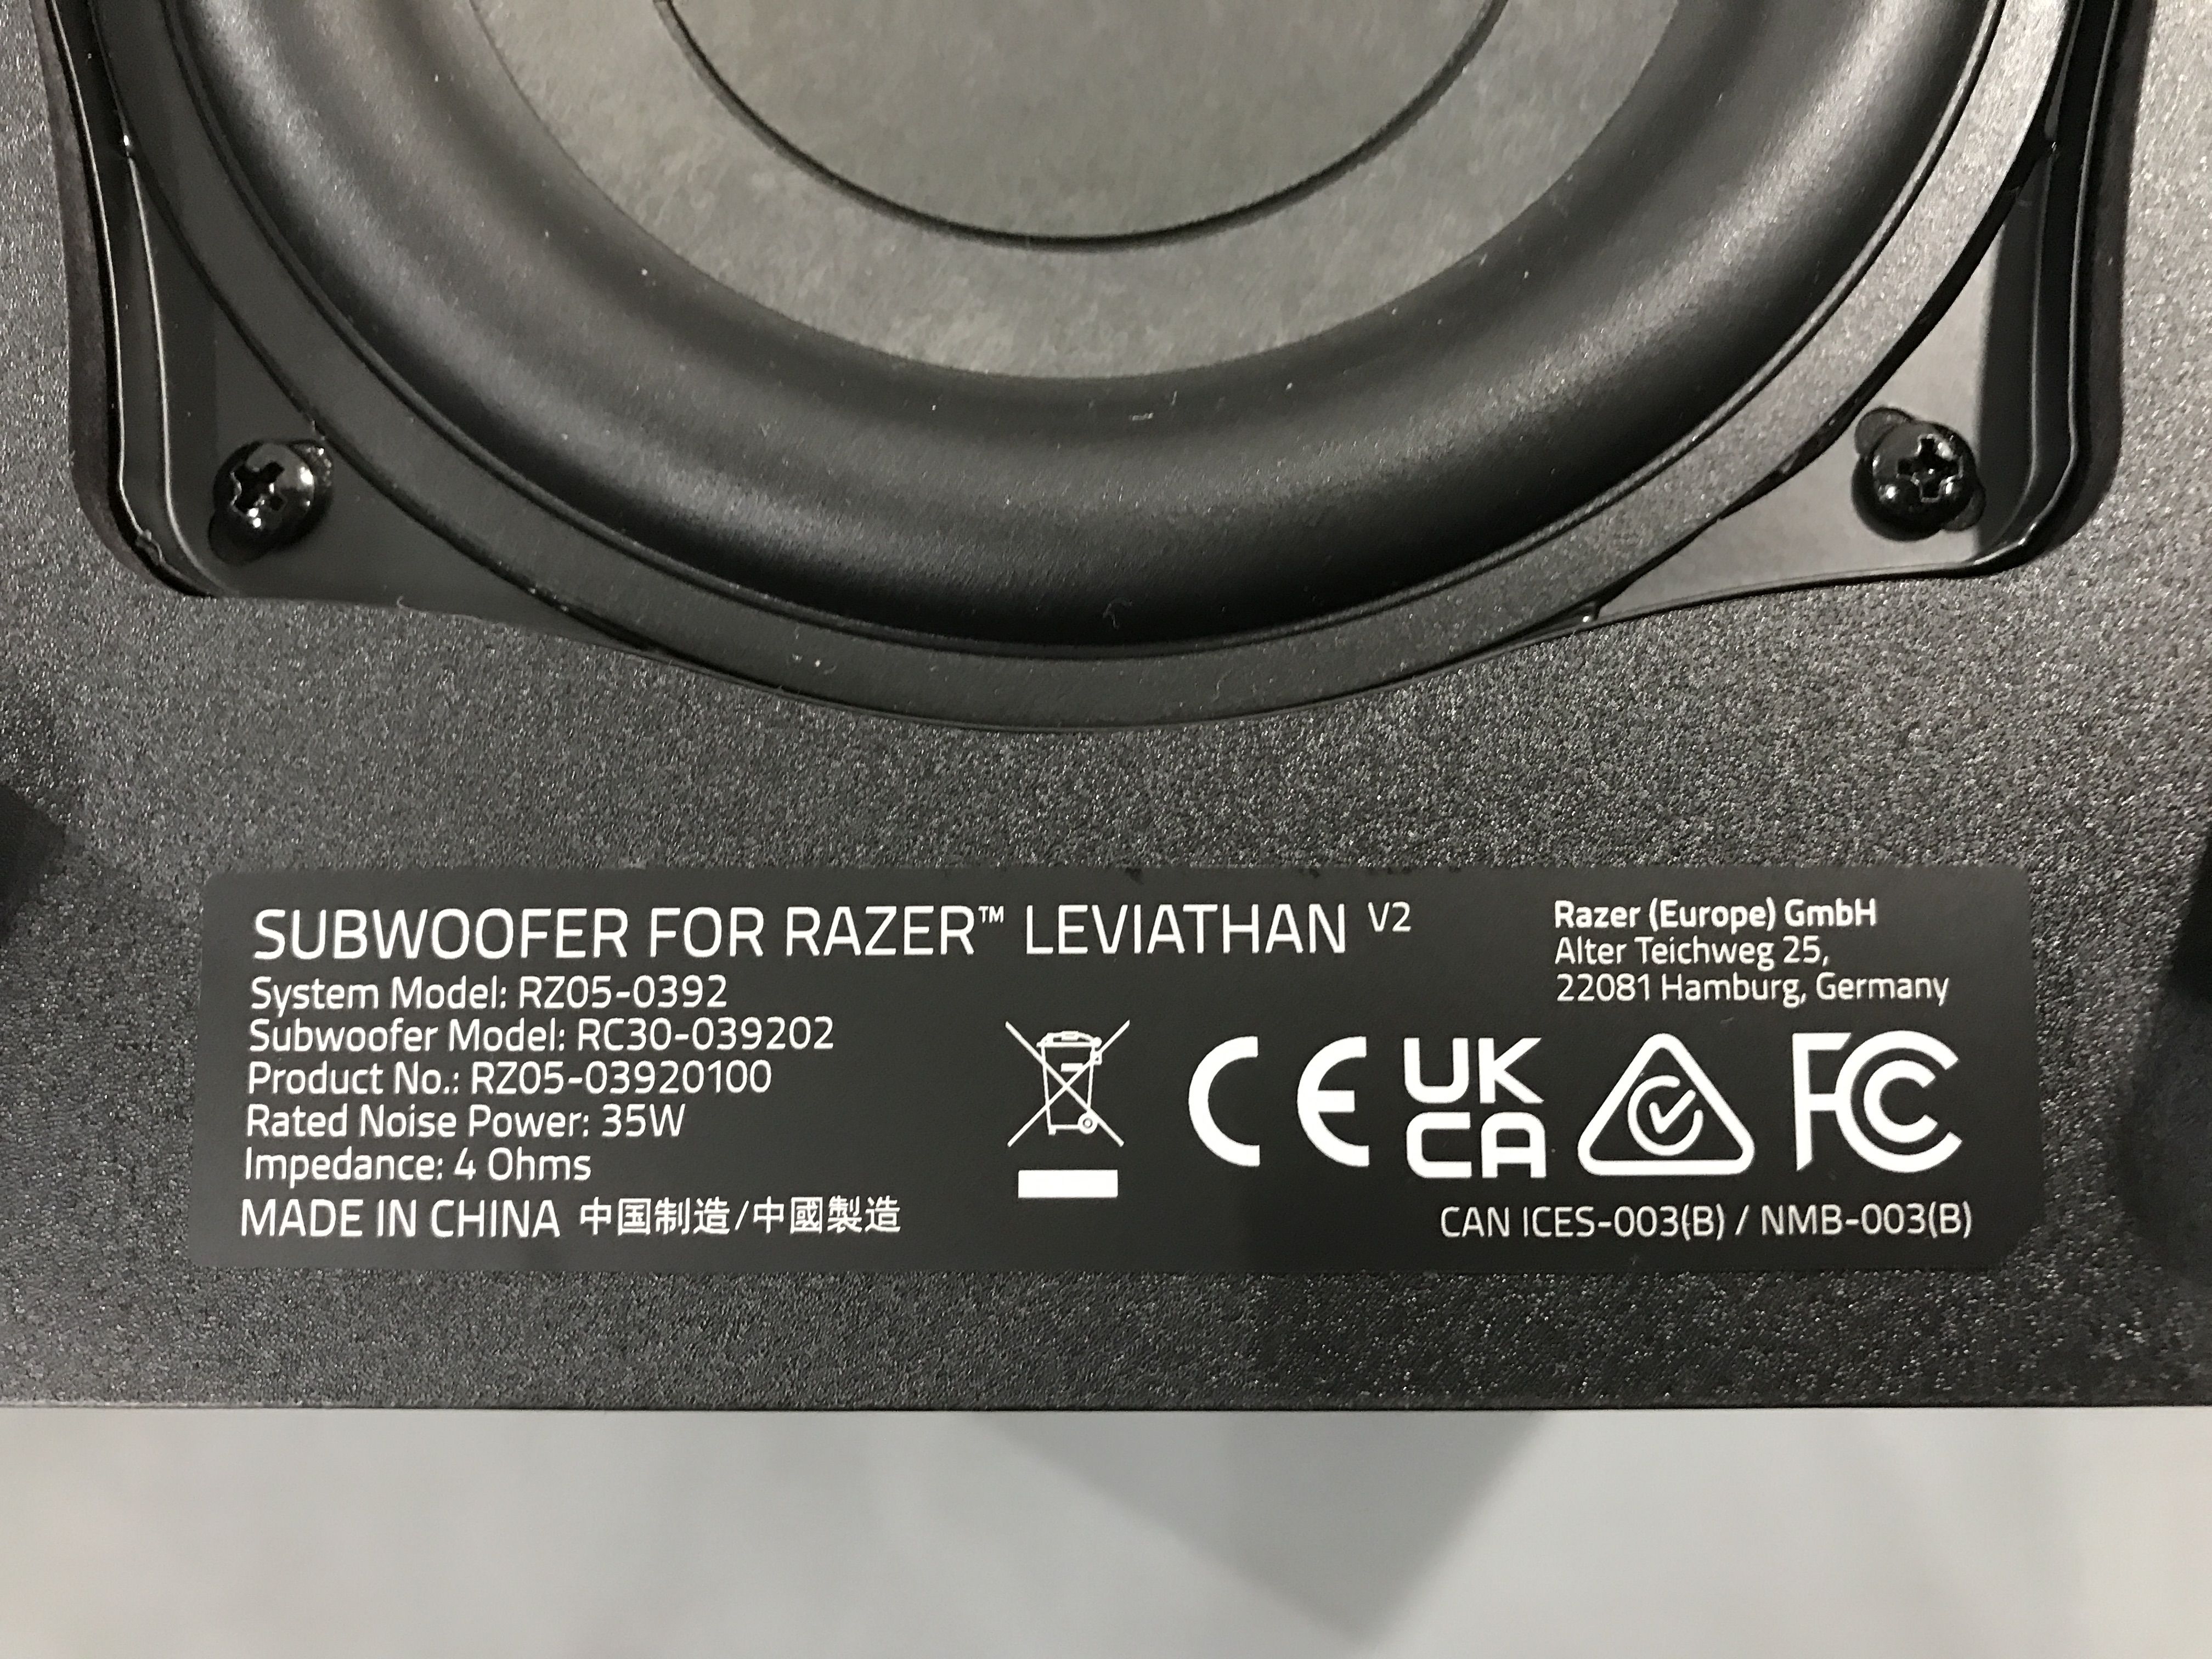 SUBWOOFER FOR RAZER™ LEVIATHAN V2
System Model: RZ05-0392
Subwoofer Model: RC30-039202
Product No.: RZ05-03920100
Rated Noise Power: 35W
Impedance: 4 Ohms
MADE IN CHINA 中国制造/中國製造
Razer (Europe) GmbH
Alter Teichweg 25,
22081 Hamburg, Germany
CE UK CA FC
CAN ICES-003(B) / NMB-003(B)